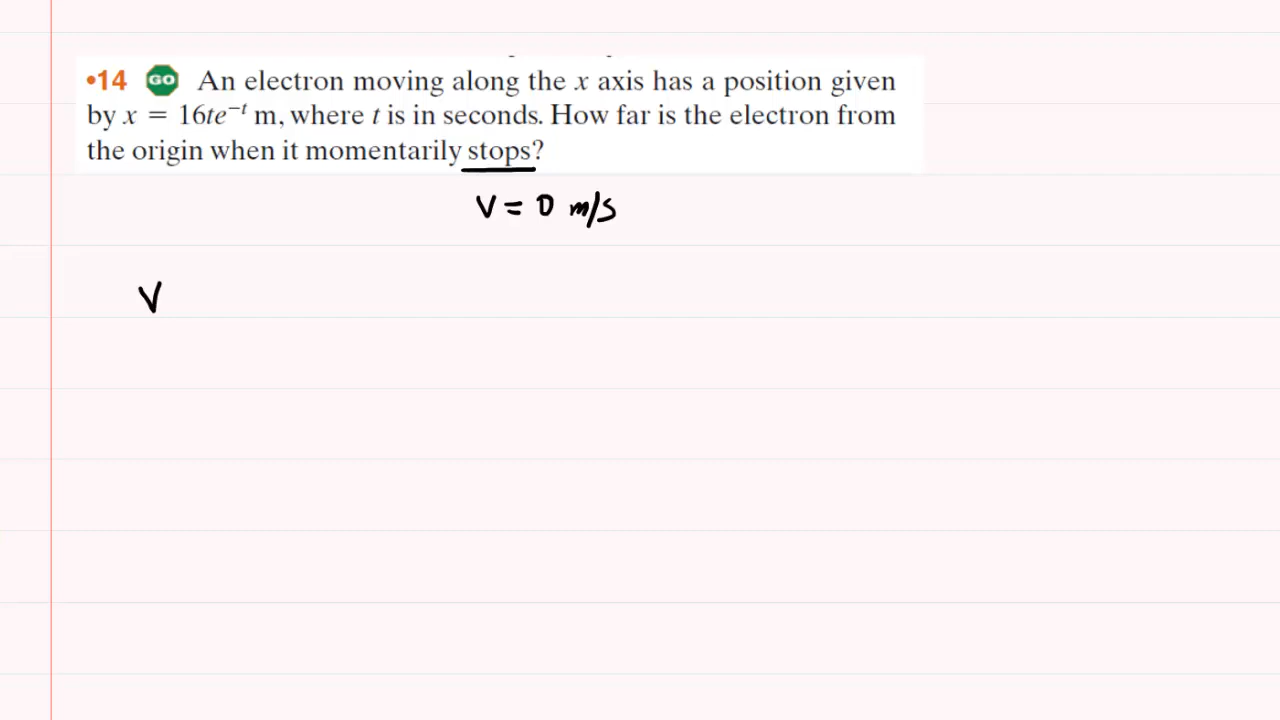 •14 GO An electron moving along the x axis has a position given
by x = 16te⁻ᵗ m, where t is in seconds. How far is the electron from
the origin when it momentarily stops?
V = 0 m/s
V